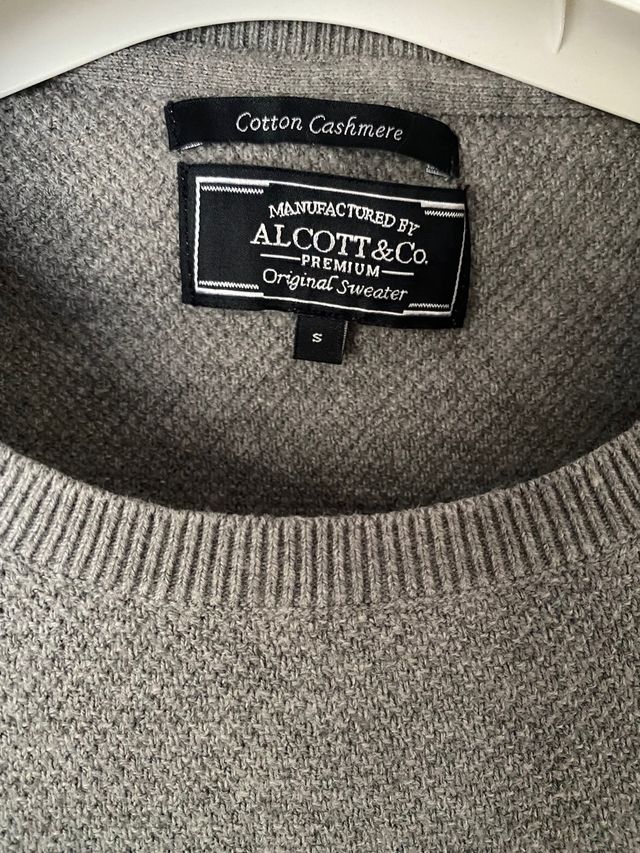 Cotton Cashmere
MANUFACTURED BY
ALCOTT&Co.
PREMIUM
Original Sweater
S